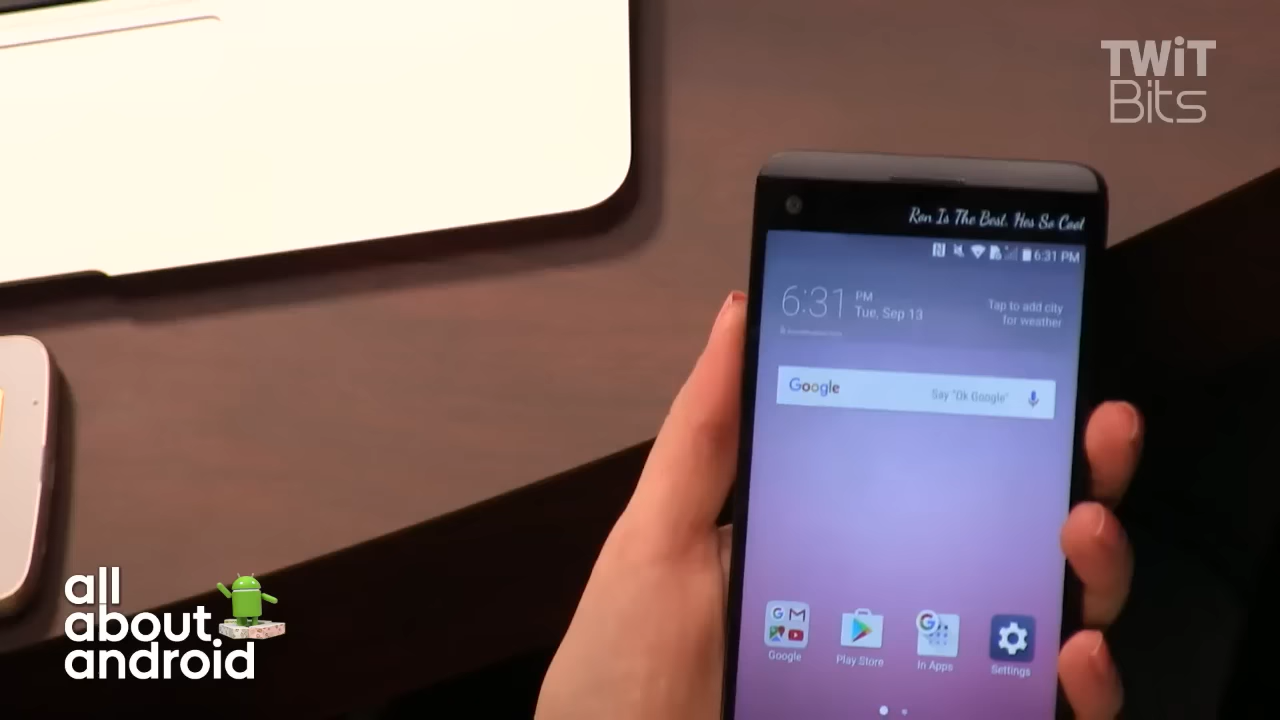 TWiT
Bits
Ron Is The Best. Hes So Cool
6:31 PM
6:31 PM
Tue, Sep 13
Tap to add city
for weather
Google
Say "Ok Google"
Google
Play Store
In Apps
Settings
all
about
android